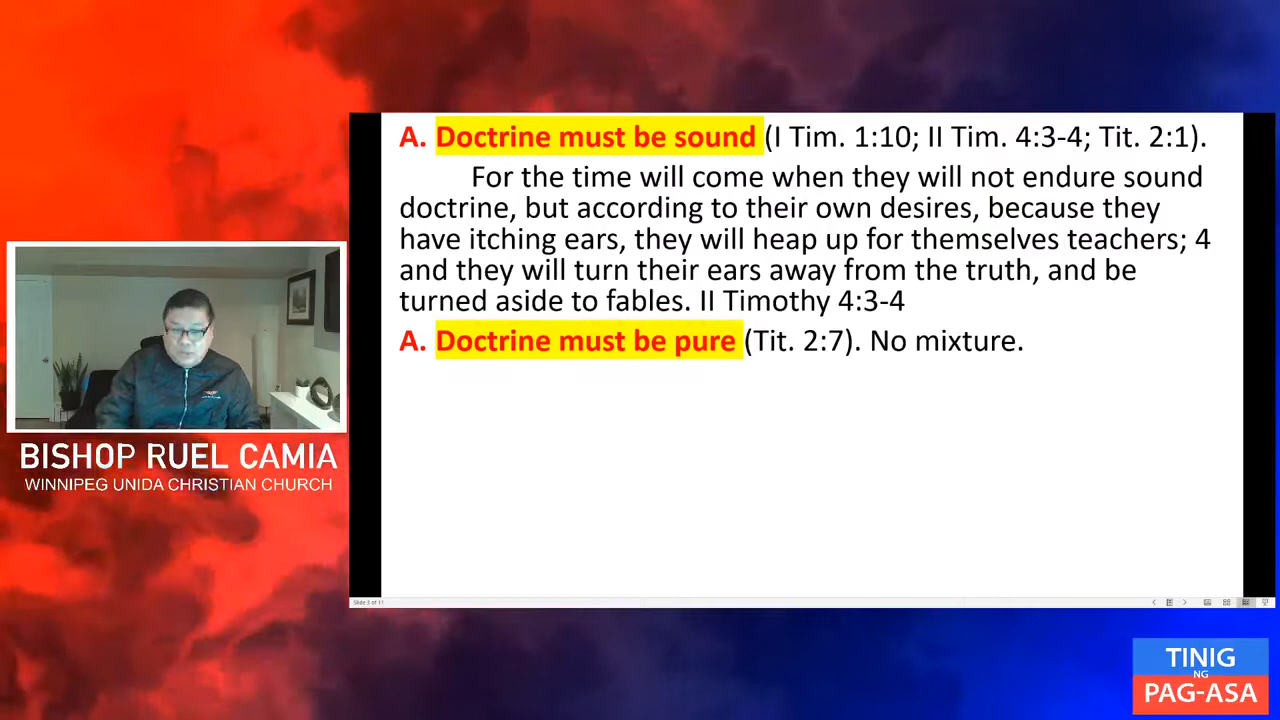 A. Doctrine must be sound (I Tim. 1:10; II Tim. 4:3-4; Tit. 2:1).
For the time will come when they will not endure sound
doctrine, but according to their own desires, because they
have itching ears, they will heap up for themselves teachers; 4
and they will turn their ears away from the truth, and be
turned aside to fables. II Timothy 4:3-4
A. Doctrine must be pure (Tit. 2:7). No mixture.
BISHOP RUEL CAMIA
WINNIPEG UNIDA CHRISTIAN CHURCH
Slide 3 of 11
TINIG
NG
PAG-ASA